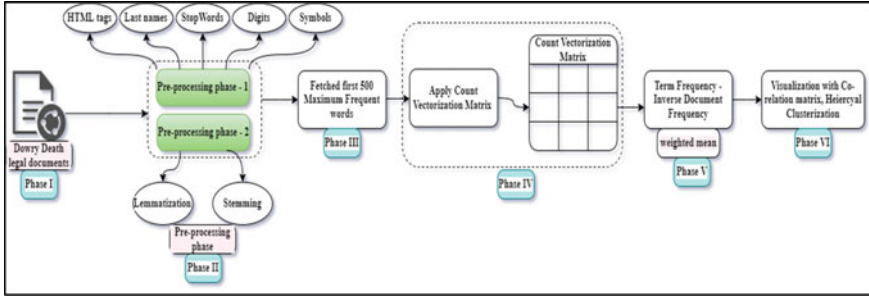 HTML tags
Last names
StopWords
Digits
Symbols
Pre-processing phase - 1
Pre-processing phase - 2
Dowry Death
legal documents
Phase I
Lemmatization
Stemming
Pre-processing
phase
Phase II
Fetched first 500
Maximum Frequent
words
Phase III
Apply Count
Vectorization Matrix
Count Vectorization
Matrix
Phase IV
Term Frequency -
Inverse Document
Frequency
weighted mean
Phase V
Visualization with Co-
relation matrix, Heiercyal
Clusterization
Phase VI